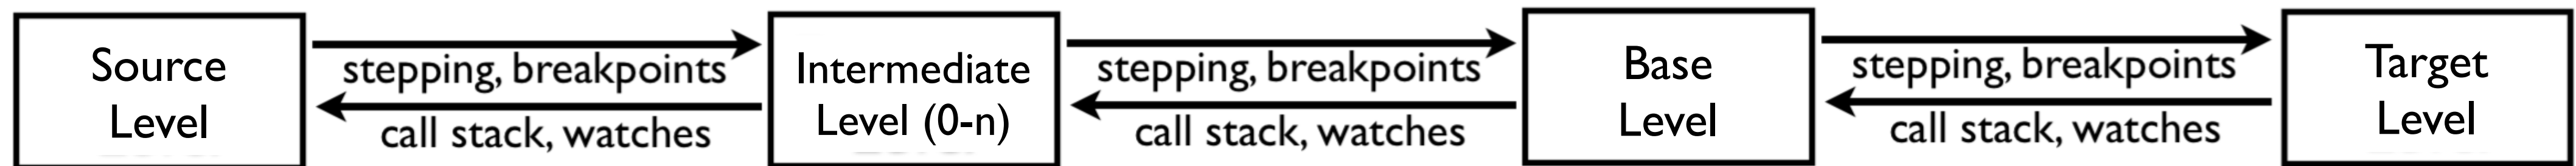 Source
Level
stepping, breakpoints
call stack, watches
Intermediate
Level (0-n)
stepping, breakpoints
call stack, watches
Base
Level
stepping, breakpoints
call stack, watches
Target
Level